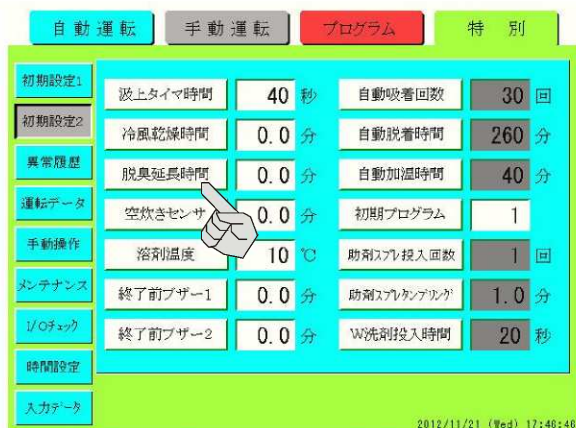 自動運転 手動運転 プログラム 特別
初期設定1
初期設定2
異常履歴
運転データ
手動操作
メンテナンス
I/Oチェック
時間設定
入力データ
汲上タイマ時間 40 秒 自動吸着回数 30 回
冷風乾燥時間 0.0 分 自動脱着時間 260 分
脱臭延長時間 0.0 分 自動加温時間 40 分
空炊きセンサ 0.0 分 初期プログラム 1
溶剤温度 10 ℃ 助剤スプレ投入回数 1 回
終了前ブザー1 0.0 分 助剤スプレタンブリング 1.0 分
終了前ブザー2 0.0 分 W洗剤投入時間 20 秒
2012/11/21 (Wed) 17:46:46